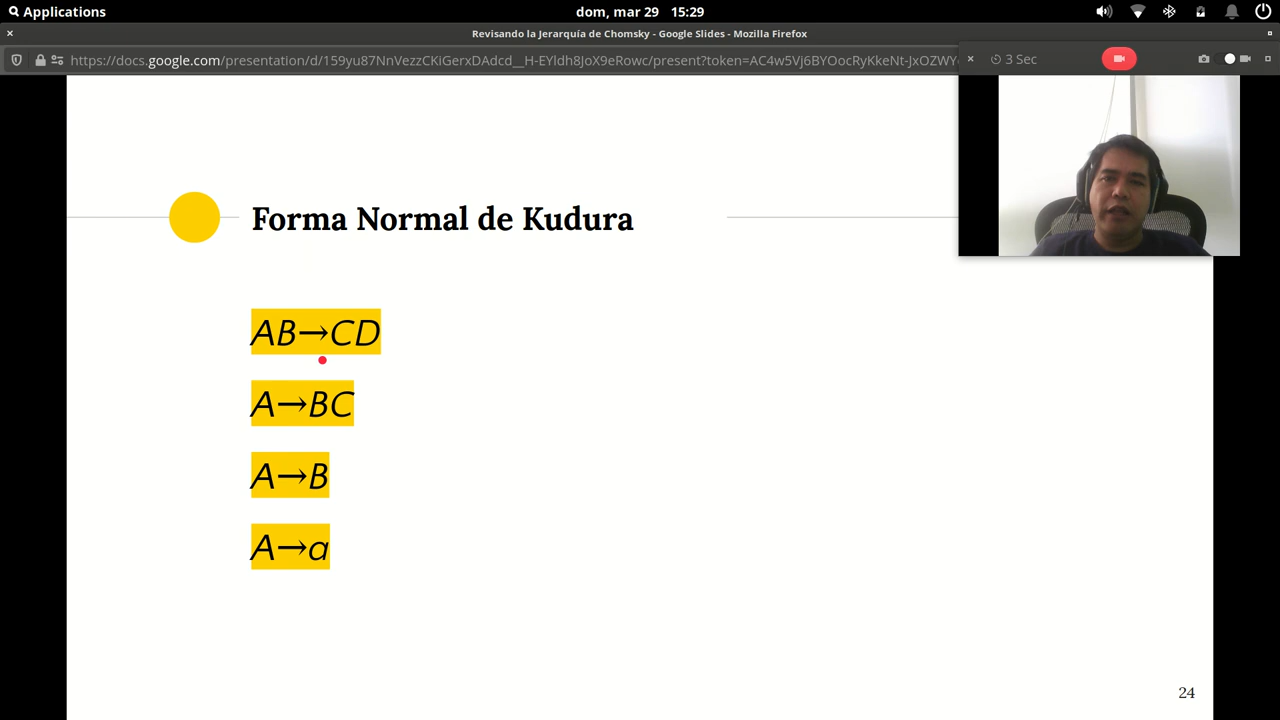 Applications
dom, mar 29 15:29
Revisando la Jerarquía de Chomsky - Google Slides - Mozilla Firefox
https://docs.google.com/presentation/d/159yu87NnVezzCKiGerxDAdcd__H-EYldh8JoX9eRowc/present?token=AC4w5Vj6BYOocRyKkeNt-JxOZWY
3 Sec
Forma Normal de Kudura
AB→CD
A→BC
A→B
A→a
24